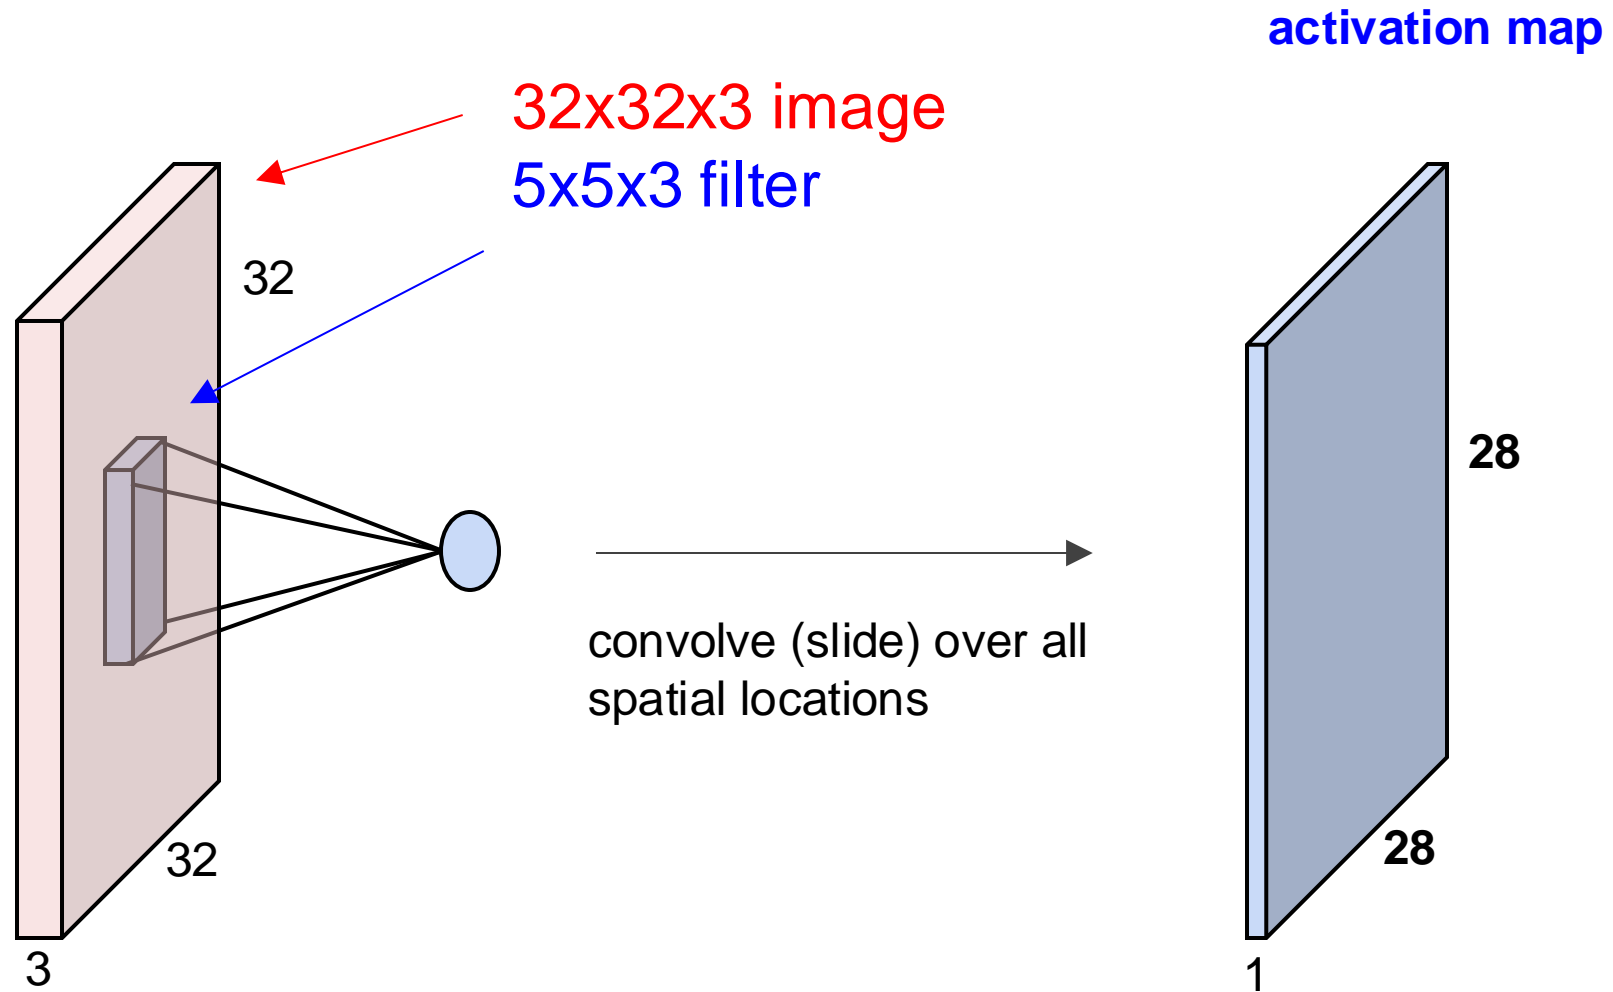 activation map
32x32x3 image
5x5x3 filter
32
28
convolve (slide) over all
spatial locations
32
28
3
1